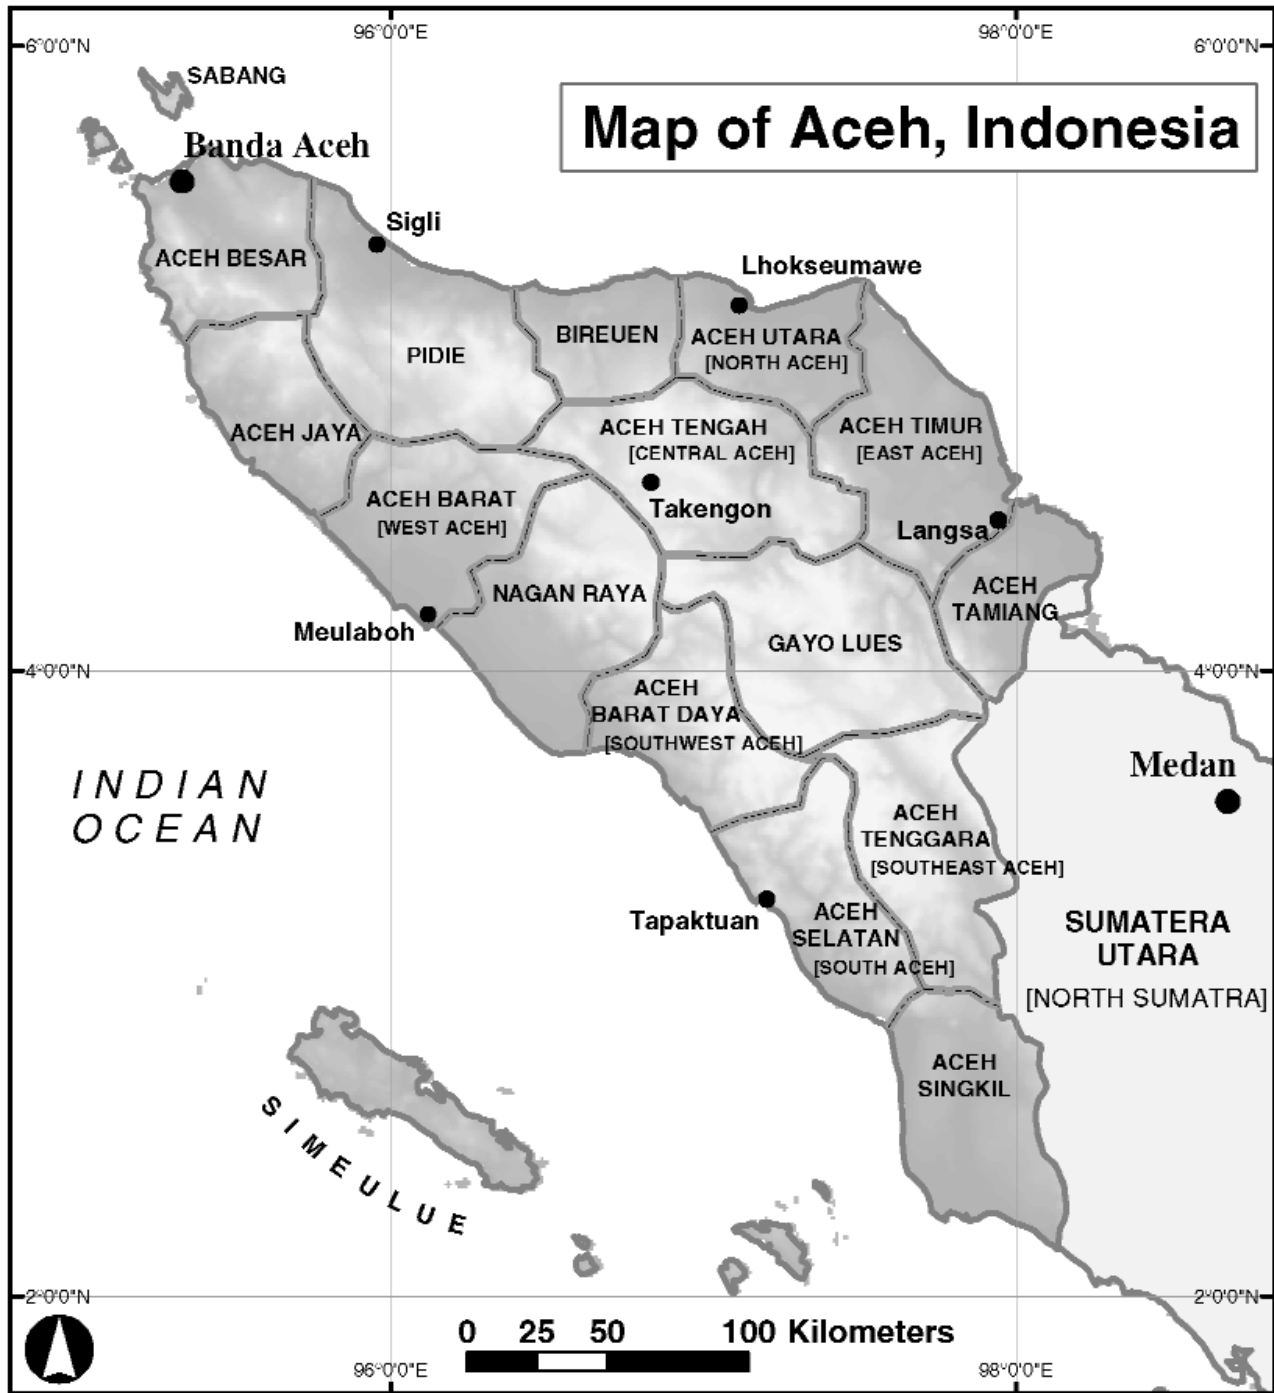 96°0'0"E
98°0'0"E
6°0'0"N
6°0'0"N
SABANG
Map of Aceh, Indonesia
Banda Aceh
Sigli
ACEH BESAR
Lhokseumawe
BIREUEN
ACEH UTARA
[NORTH ACEH]
PIDIE
ACEH JAYA
ACEH TENGAH
[CENTRAL ACEH]
ACEH TIMUR
[EAST ACEH]
ACEH BARAT
[WEST ACEH]
Takengon
Langsa
NAGAN RAYA
ACEH
TAMIANG
Meulaboh
GAYO LUES
4°0'0"N
4°0'0"N
ACEH
BARAT DAYA
[SOUTHWEST ACEH]
Medan
INDIAN
OCEAN
ACEH
TENGGARA
[SOUTHEAST ACEH]
Tapaktuan
ACEH
SELATAN
[SOUTH ACEH]
SUMATERA
UTARA
[NORTH SUMATRA]
ACEH
SINGKIL
SIMEULUE
2°0'0"N
2°0'0"N
0 25 50 100 Kilometers
96°0'0"E
98°0'0"E